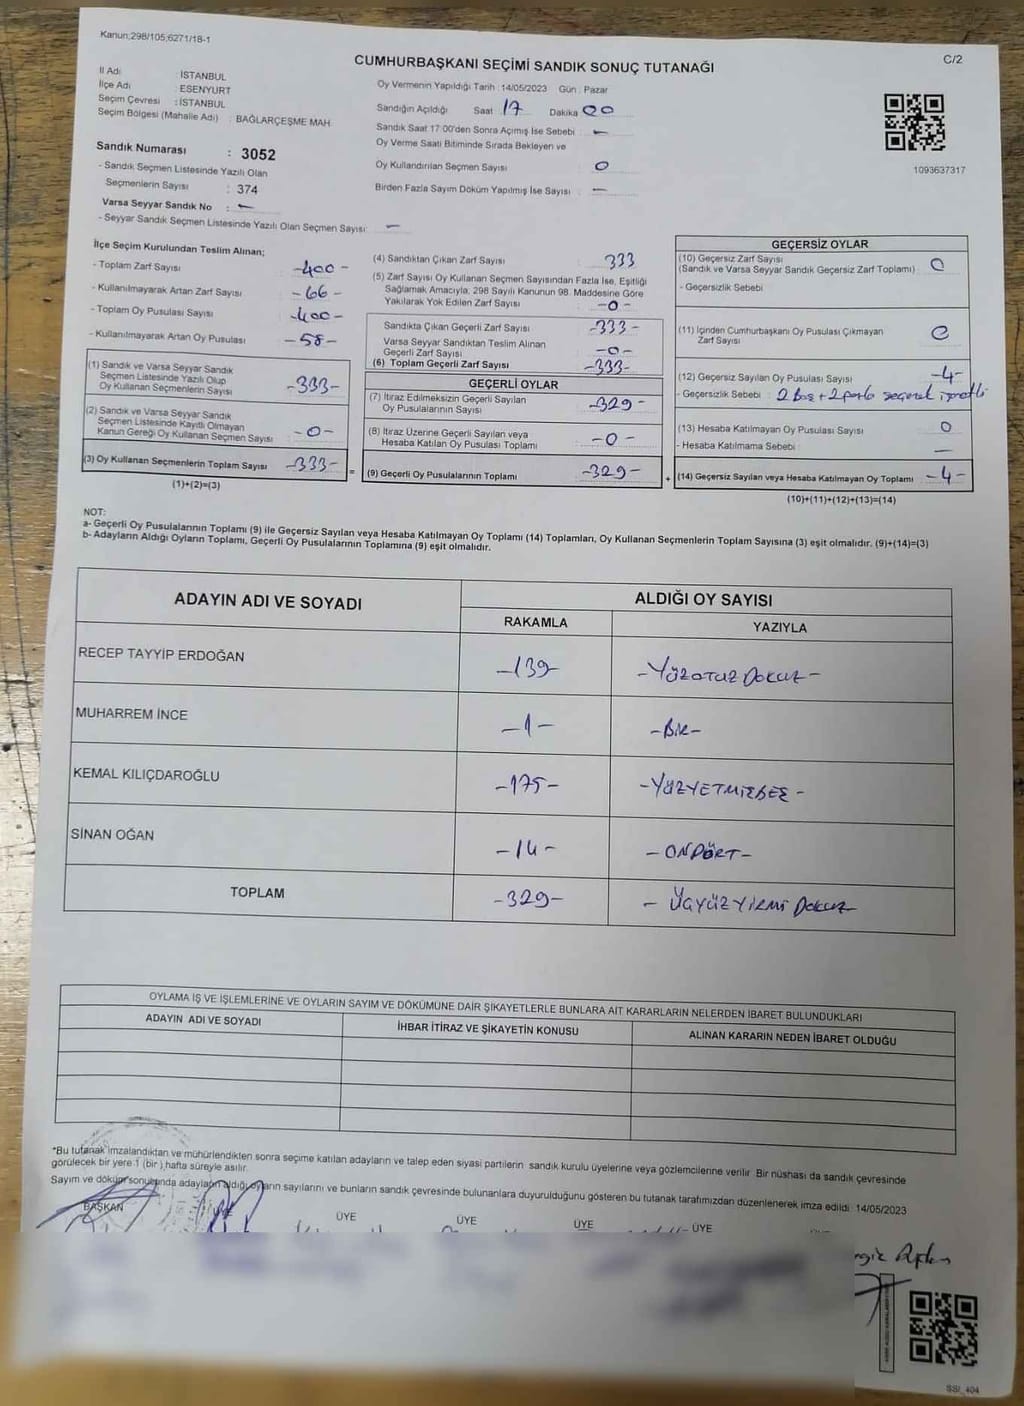 Kanun;298/105;6271/18-1
C/2
CUMHURBAŞKANI SEÇİMİ SANDIK SONUÇ TUTANAĞI
İl Adı : İSTANBUL
İlçe Adı : ESENYURT
Seçim Çevresi : İSTANBUL
Seçim Bölgesi (Mahalle Adı) : BAĞLARÇEŞME MAH.
Sandık Numarası : 3052
- Sandık Seçmen Listesinde Yazılı Olan
Seçmenlerin Sayısı : 374
Varsa Seyyar Sandık No : -
- Seyyar Sandık Seçmen Listesinde Yazılı Olan Seçmen Sayısı: -
Oy Vermenin Yapıldığı Tarih : 14/05/2023 Gün : Pazar
Sandığın Açıldığı Saat : 17 Dakika 00
Sandık Saat 17:00'den Sonra Açımış İse Sebebi : -
Oy Verme Saati Bitiminde Sırada Bekleyen ve
Oy Kullandırılan Seçmen Sayısı : 0
Birden Fazla Sayım Döküm Yapılmış İse Sayısı : -
1093637317
İlçe Seçim Kurulundan Teslim Alınan;
- Toplam Zarf Sayısı -400-
- Kullanılmayarak Artan Zarf Sayısı -66-
- Toplam Oy Pusulası Sayısı -400-
- Kullanılmayarak Artan Oy Pusulası -58-
(1) Sandık ve Varsa Seyyar Sandık
Seçmen Listesinde Yazılı Olup
Oy Kullanan Seçmenlerin Sayısı -333-
(2) Sandık ve Varsa Seyyar Sandık
Seçmen Listesinde Kayıtlı Olmayan
Kanun Gereği Oy Kullanan Seçmen Sayısı -0-
(3) Oy Kullanan Seçmenlerin Toplam Sayısı -333-
(1)+(2)=(3)
(4) Sandıktan Çıkan Zarf Sayısı : 333
(5) Zarf Sayısı Oy Kullanan Seçmen Sayısından Fazla İse, Eşitliği
Sağlamak Amacıyla, 298 Sayılı Kanunun 98. Maddesine Göre
Yakılarak Yok Edilen Zarf Sayısı : -0-
Sandıkta Çıkan Geçerli Zarf Sayısı -333-
Varsa Seyyar Sandıktan Teslim Alınan
Geçerli Zarf Sayısı -0-
(6) Toplam Geçerli Zarf Sayısı -333-
GEÇERLİ OYLAR
(7) İtiraz Edilmeksizin Geçerli Sayılan
Oy Pusulalarının Sayısı -329-
(8) İtiraz Üzerine Geçerli Sayılan veya
Hesaba Katılan Oy Pusulası Toplamı -0-
= (9) Geçerli Oy Pusulalarının Toplamı -329- +
GEÇERSİZ OYLAR
(10) Geçersiz Zarf Sayısı
(Sandık ve Varsa Seyyar Sandık Geçersiz Zarf Toplamı) 0
- Geçersizlik Sebebi
(11) İçinden Cumhurbaşkanı Oy Pusulası Çıkmayan
Zarf Sayısı 0
(12) Geçersiz Sayılan Oy Pusulası Sayısı -4-
- Geçersizlik Sebebi : 2 Boş +
(13) Hesaba Katılmayan Oy Pusulası Sayısı 0
- Hesaba Katılmama Sebebi -
(14) Geçersiz Sayılan veya Hesaba Katılmayan Oy Toplamı -4-
(10)+(11)+(12)+(13)=(14)
NOT:
a- Geçerli Oy Pusulalarının Toplamı (9) ile Geçersiz Sayılan veya Hesaba Katılmayan Oy Toplamı (14) Toplamları, Oy Kullanan Seçmenlerin Toplam Sayısına (3) eşit olmalıdır. (9)+(14)=(3)
b- Adayların Aldığı Oyların Toplamı, Geçerli Oy Pusulalarının Toplamına (9) eşit olmalıdır.
ADAYIN ADI VE SOYADI ALDIĞI OY SAYISI
RAKAMLA YAZIYLA
RECEP TAYYİP ERDOĞAN -139- -YÜZOTUZ DOKUZ-
MUHARREM İNCE -1- -BİR-
KEMAL KILIÇDAROĞLU -175- -YÜZYETMİŞBEŞ-
SİNAN OĞAN -14- -ONDÖRT-
TOPLAM -329- - ÜÇYÜZYİRMİ DOKUZ
OYLAMA İŞ VE İŞLEMLERİNE VE OYLARIN SAYIM VE DÖKÜMÜNE DAİR ŞİKAYETLERLE BUNLARA AİT KARARLARIN NELERDEN İBARET BULUNDUKLARI
ADAYIN ADI VE SOYADI İHBAR İTİRAZ VE ŞİKAYETİN KONUSU ALINAN KARARIN NEDEN İBARET OLDUĞU
*Bu tutanak imzalandıktan ve mühürlendikten sonra seçime katılan adayların ve talep eden siyasi partilerin sandık kurulu üyelerine veya gözlemcilerine verilir. Bir nüshası da sandık çevresinde
görülecek bir yere 1 (bir ) hafta süreyle asılır.
Sayım ve döküm sonucunda adayların aldığı oyların sayılarını ve bunların sandık çevresinde bulunanlara duyurulduğunu gösteren bu tutanak tarafımızdan düzenlenerek imza edildi. 14/05/2023
BAŞKAN ÜYE ÜYE ÜYE ÜYE ÜYE
SSI_404